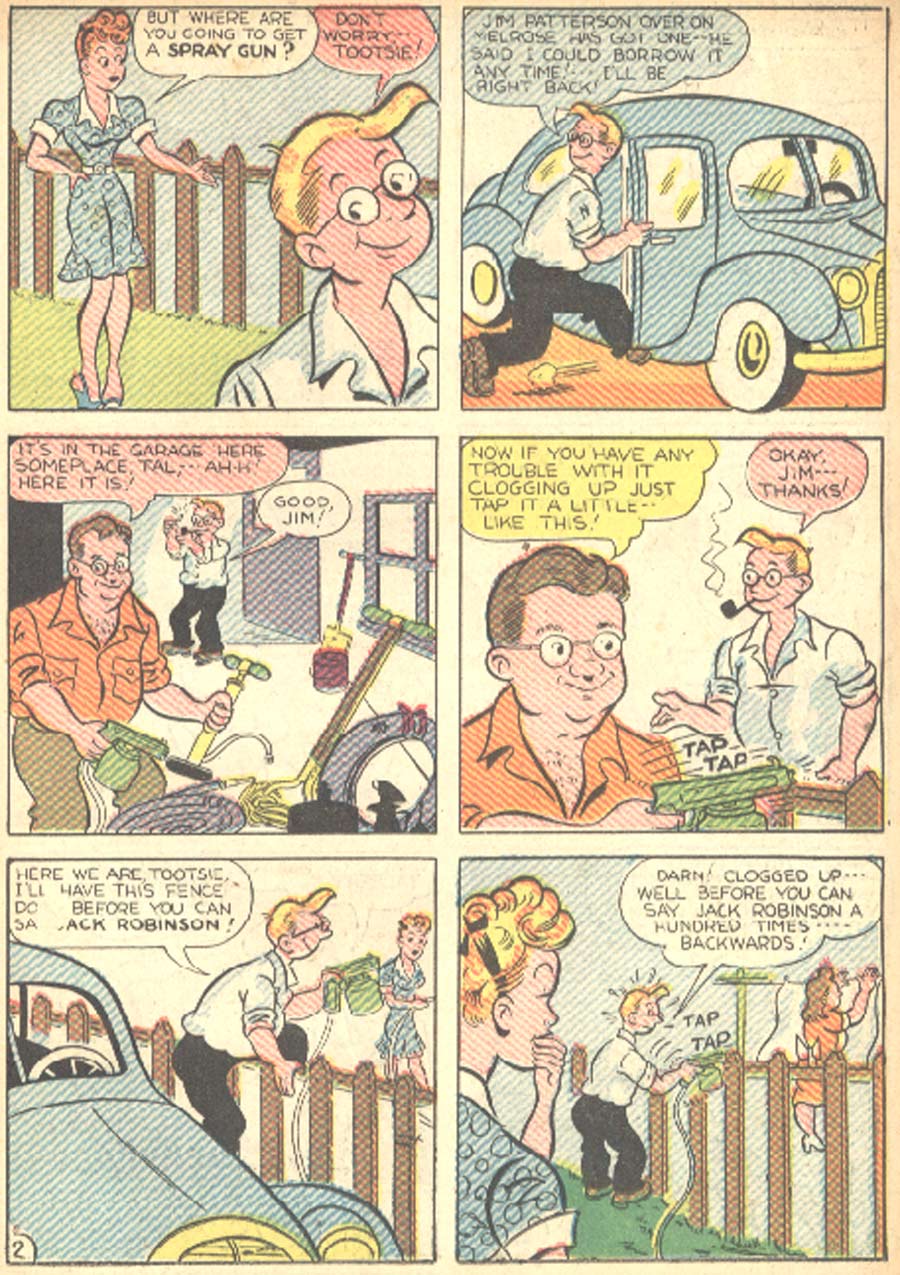 BUT WHERE ARE
YOU GOING TO GET
A SPRAY GUN?
DON'T
WORRY--
TOOTSIE!
JIM PATTERSON OVER ON
MELROSE HAS GOT ONE--HE
SAID I COULD BORROW IT
ANY TIME!--- I'LL BE
RIGHT BACK!
IT'S IN THE GARAGE HERE
SOMEPLACE, TAL,--- AH-H!
HERE IT IS!
GOOD,
JIM!
NOW IF YOU HAVE ANY
TROUBLE WITH IT
CLOGGING UP JUST
TAP IT A LITTLE--
LIKE THIS!
OKAY,
JIM---
THANKS!
TAP
TAP
HERE WE ARE, TOOTSIE,
I'LL HAVE THIS FENCE
DO BEFORE YOU CAN
SA JACK ROBINSON!
DARN! CLOGGED UP---
WELL BEFORE YOU CAN
SAY JACK ROBINSON A
HUNDRED TIMES ----
BACKWARDS!
TAP
TAP
2